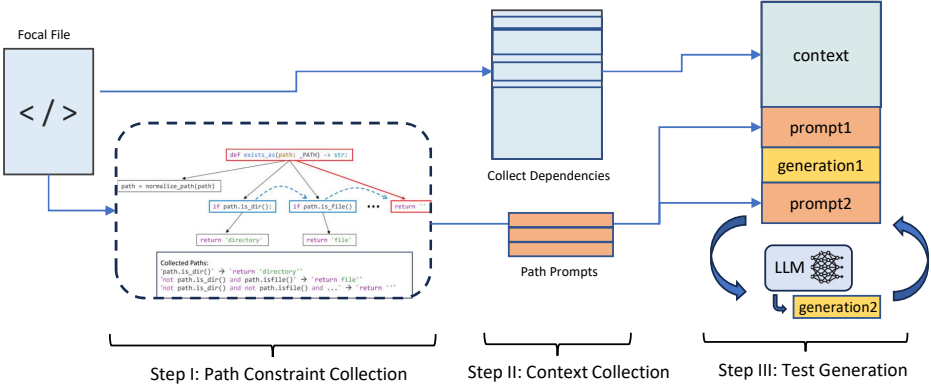 Focal File
</>
def exists_as(path: _PATH) -> str:
path = normalize_path(path)
if path.is_dir():
if path.is_file()
...
return ''
return 'directory'
return 'file'
Collected Paths:
`path.is_dir()` → `return 'directory'`
`not path.is_dir() and path.isfile()` → `return file'`
`not path.is_dir() and not path.isfile() and ...` → `return ''`
Step I: Path Constraint Collection
Collect Dependencies
Path Prompts
Step II: Context Collection
context
prompt1
generation1
prompt2
LLM
generation2
Step III: Test Generation